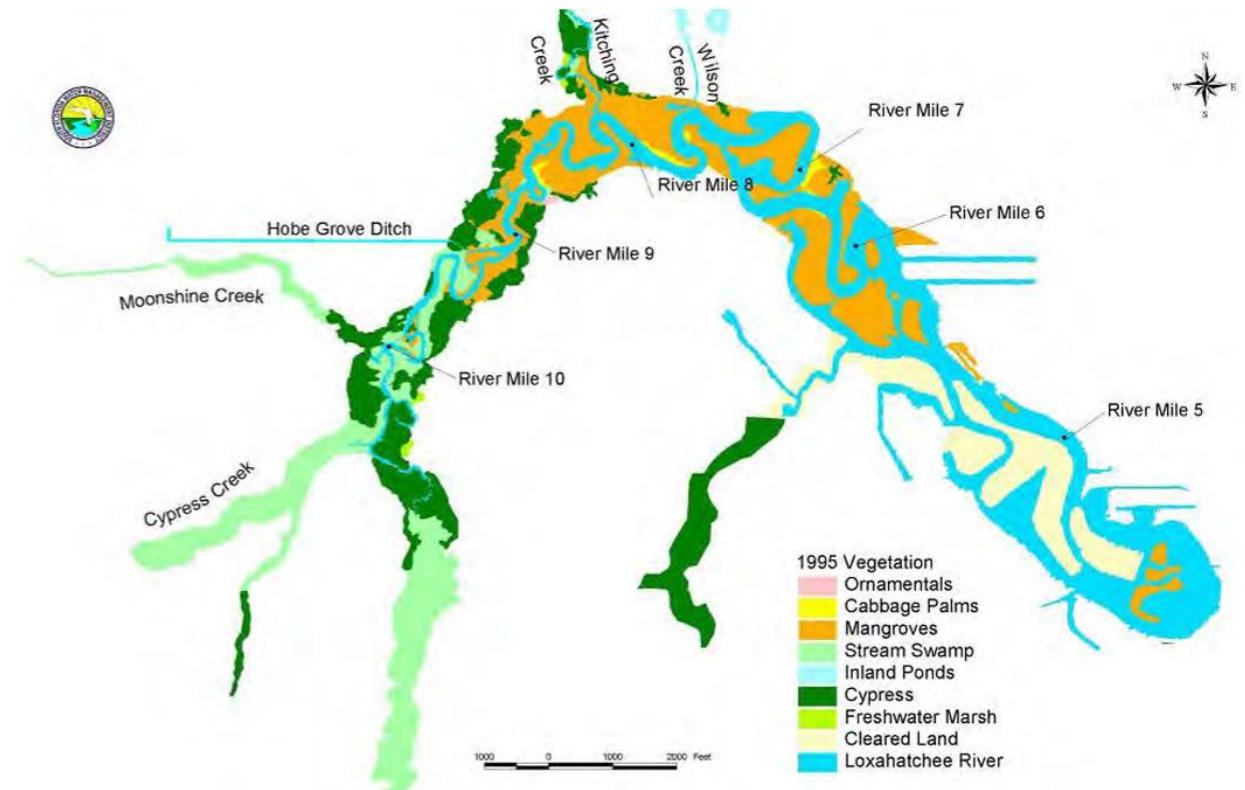 Kitching
Creek
Wilson
Creek
N
W E
S
River Mile 7
River Mile 8
River Mile 6
Hobe Grove Ditch
River Mile 9
Moonshine Creek
River Mile 10
River Mile 5
Cypress Creek
1995 Vegetation
Ornamentals
Cabbage Palms
Mangroves
Stream Swamp
Inland Ponds
Cypress
Freshwater Marsh
Cleared Land
Loxahatchee River
1000 0 1000 2000 Feet